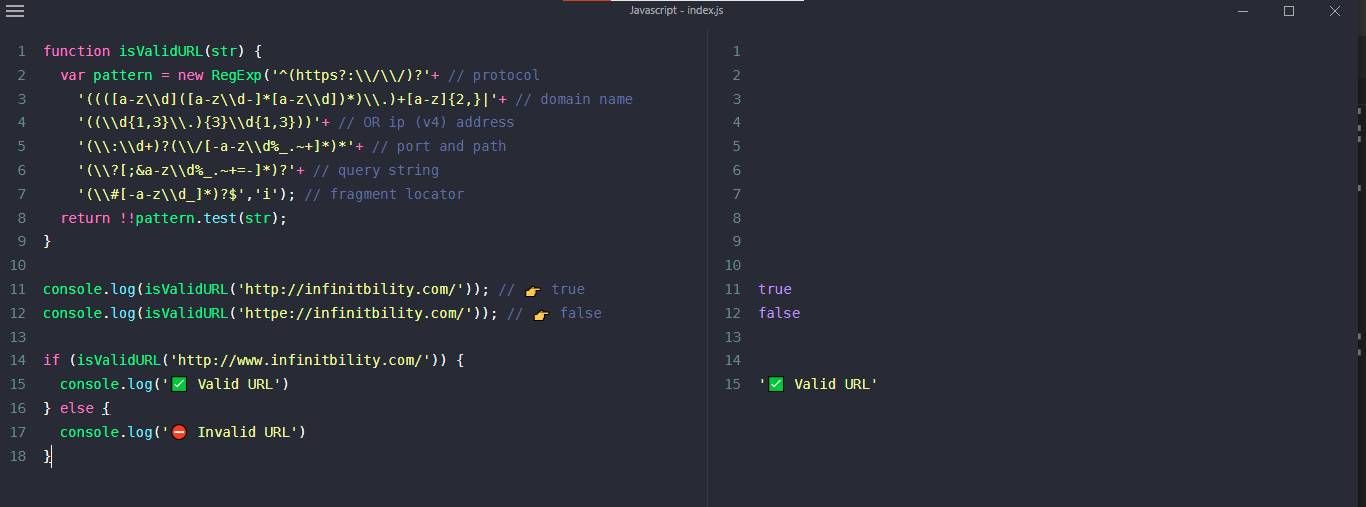 Javascript - index.js
1 function isValidURL(str) {
2 var pattern = new RegExp('^(https?:\\/\\/)?'+ // protocol
3 '((([a-z\\d]([a-z\\d-]*[a-z\\d])*)\\.)+[a-z]{2,}|'+ // domain name
4 '((\\d{1,3}\\.){3}\\d{1,3}))'+ // OR ip (v4) address
5 '(\\:\\d+)?(\\/[-a-z\\d%_.~+]*)*'+ // port and path
6 '(\\?[;&a-z\\d%_.~+=-]*)?'+ // query string
7 '(\\#[-a-z\\d_]*)?$','i'); // fragment locator
8 return !!pattern.test(str);
9 }
10
11 console.log(isValidURL('http://infinitbility.com/')); // 👉 true
12 console.log(isValidURL('httpe://infinitbility.com/')); // 👉 false
13
14 if (isValidURL('http://www.infinitbility.com/')) {
15 console.log('✅ Valid URL')
16 } else {
17 console.log('⛔ Invalid URL')
18 }
1
2
3
4
5
6
7
8
9
10
11 true
12 false
13
14
15 '✅ Valid URL'